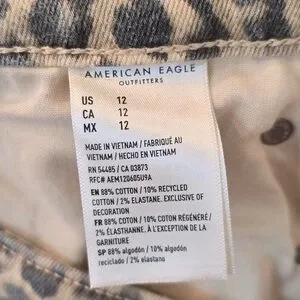 AMERICAN EAGLE
OUTFITTERS
US 12
CA 12
MX 12
MADE IN VIETNAM / FABRIQUÉ AU
VIETNAM / HECHO EN VIETNAM
RN 54485 / CA 03873
RFC# AEM120605U9A
EN 88% COTTON / 10% RECYCLED
COTTON / 2% ELASTANE. EXCLUSIVE OF
DECORATION
FR 88% COTTON / 10% COTON RÉGÉNÉRÉ /
2% ÉLASTHANNE. À L'EXCEPTION DE LA
GARNITURE
SP 88% algodón / 10% algodón
reciclado / 2% elastano